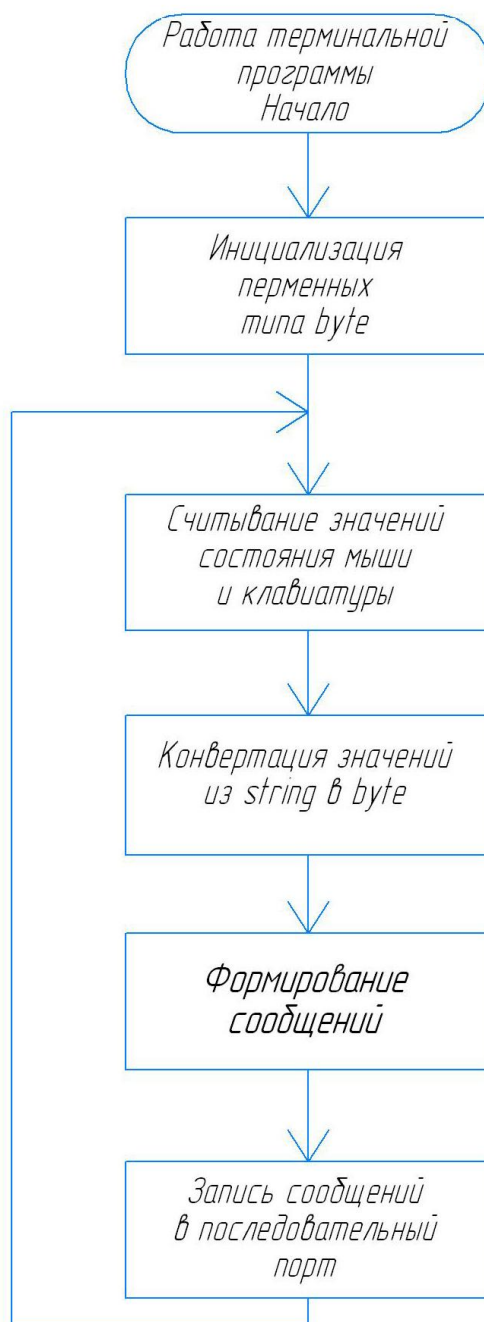 Работа терминальной
программы
Начало
Инициализация
перменных
типа byte
Считывание значений
состояния мыши
и клавиатуры
Конвертация значений
из string в byte
Формирование
сообщений
Запись сообщений
в последовательный
порт